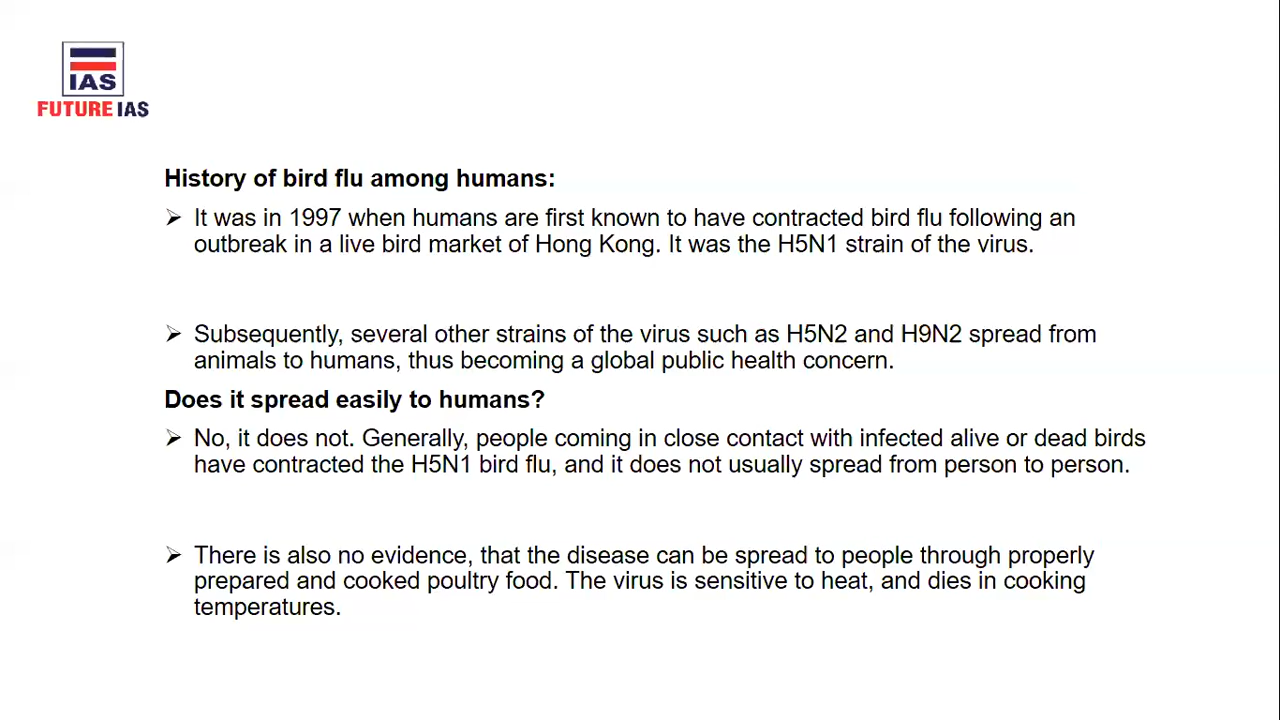 IAS
FUTURE IAS
History of bird flu among humans:
➢ It was in 1997 when humans are first known to have contracted bird flu following an
outbreak in a live bird market of Hong Kong. It was the H5N1 strain of the virus.
➢ Subsequently, several other strains of the virus such as H5N2 and H9N2 spread from
animals to humans, thus becoming a global public health concern.
Does it spread easily to humans?
➢ No, it does not. Generally, people coming in close contact with infected alive or dead birds
have contracted the H5N1 bird flu, and it does not usually spread from person to person.
➢ There is also no evidence, that the disease can be spread to people through properly
prepared and cooked poultry food. The virus is sensitive to heat, and dies in cooking
temperatures.